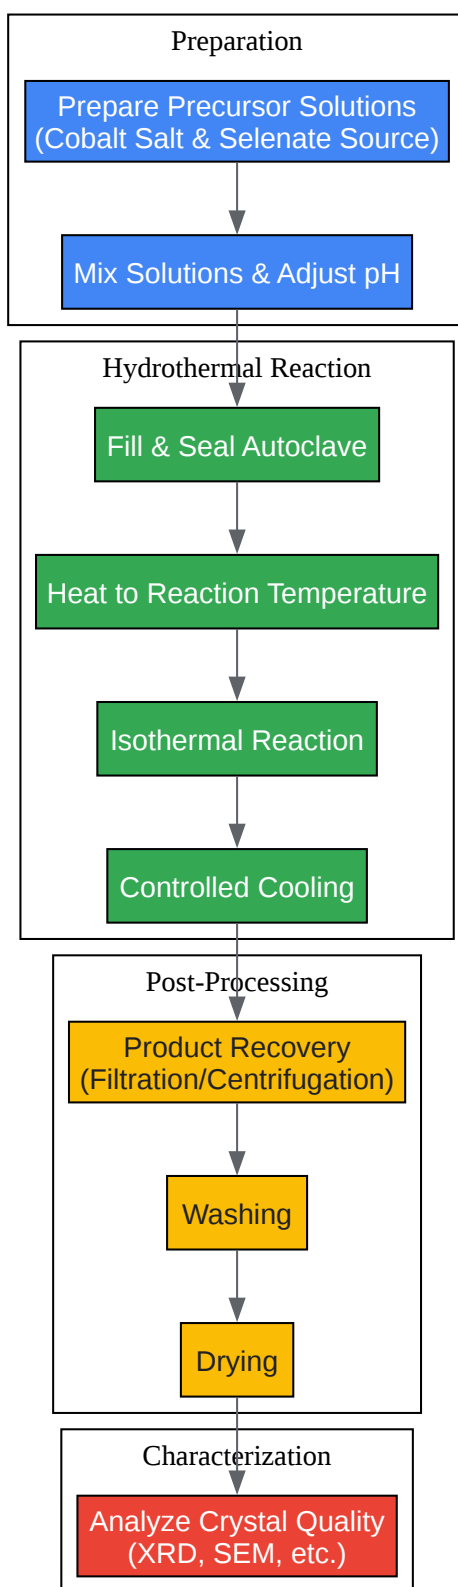 Preparation
Prepare Precursor Solutions
(Cobalt Salt & Selenate Source)
Mix Solutions & Adjust pH
Hydrothermal Reaction
Fill & Seal Autoclave
Heat to Reaction Temperature
Isothermal Reaction
Controlled Cooling
Post-Processing
Product Recovery
(Filtration/Centrifugation)
Washing
Drying
Characterization
Analyze Crystal Quality
(XRD, SEM, etc.)